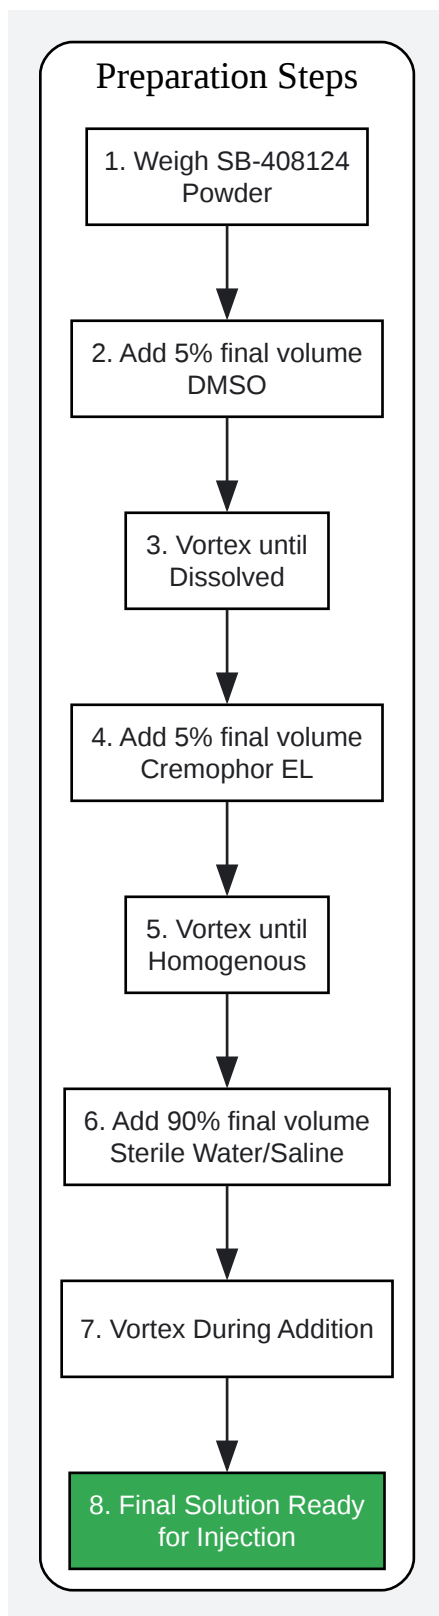 Preparation Steps
1. Weigh SB-408124
Powder
2. Add 5% final volume
DMSO
3. Vortex until
Dissolved
4. Add 5% final volume
Cremophor EL
5. Vortex until
Homogenous
6. Add 90% final volume
Sterile Water/Saline
7. Vortex During Addition
8. Final Solution Ready
for Injection